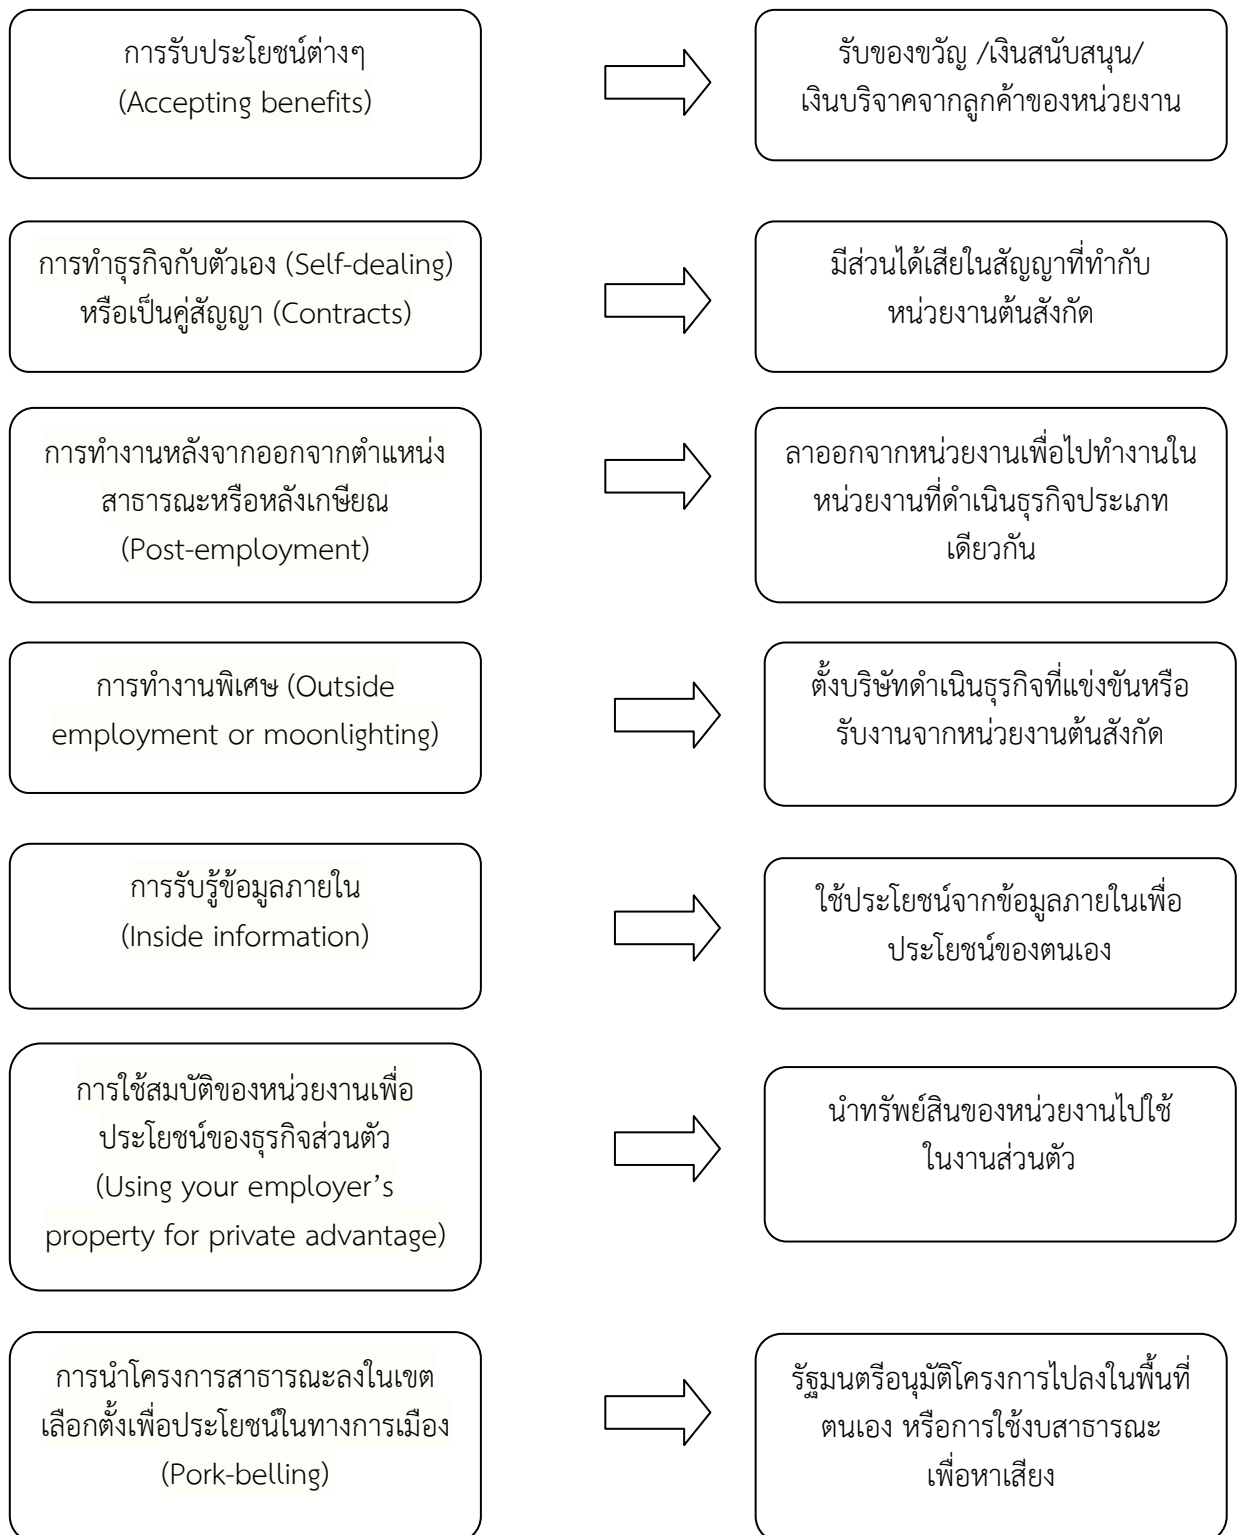 การรับประโยชน์ต่างๆ
(Accepting benefits)
รับของขวัญ /เงินสนับสนุน/
เงินบริจาคจากลูกค้าของหน่วยงาน
การทำธุรกิจกับตัวเอง (Self-dealing)
หรือเป็นคู่สัญญา (Contracts)
มีส่วนได้เสียในสัญญาที่ทำกับ
หน่วยงานต้นสังกัด
การทำงานหลังจากออกจากตำแหน่ง
สาธารณะหรือหลังเกษียณ
(Post-employment)
ลาออกจากหน่วยงานเพื่อไปทำงานใน
หน่วยงานที่ดำเนินธุรกิจประเภท
เดียวกัน
การทำงานพิเศษ (Outside
employment or moonlighting)
ตั้งบริษัทดำเนินธุรกิจที่แข่งขันหรือ
รับงานจากหน่วยงานต้นสังกัด
การรับรู้ข้อมูลภายใน
(Inside information)
ใช้ประโยชน์จากข้อมูลภายในเพื่อ
ประโยชน์ของตนเอง
การใช้สมบัติของหน่วยงานเพื่อ
ประโยชน์ของธุรกิจส่วนตัว
(Using your employer’s
property for private advantage)
นำทรัพย์สินของหน่วยงานไปใช้
ในงานส่วนตัว
การนำโครงการสาธารณะลงในเขต
เลือกตั้งเพื่อประโยชน์ในทางการเมือง
(Pork-belling)
รัฐมนตรีอนุมัติโครงการไปลงในพื้นที่
ตนเอง หรือการใช้งบสาธารณะ
เพื่อหาเสียง